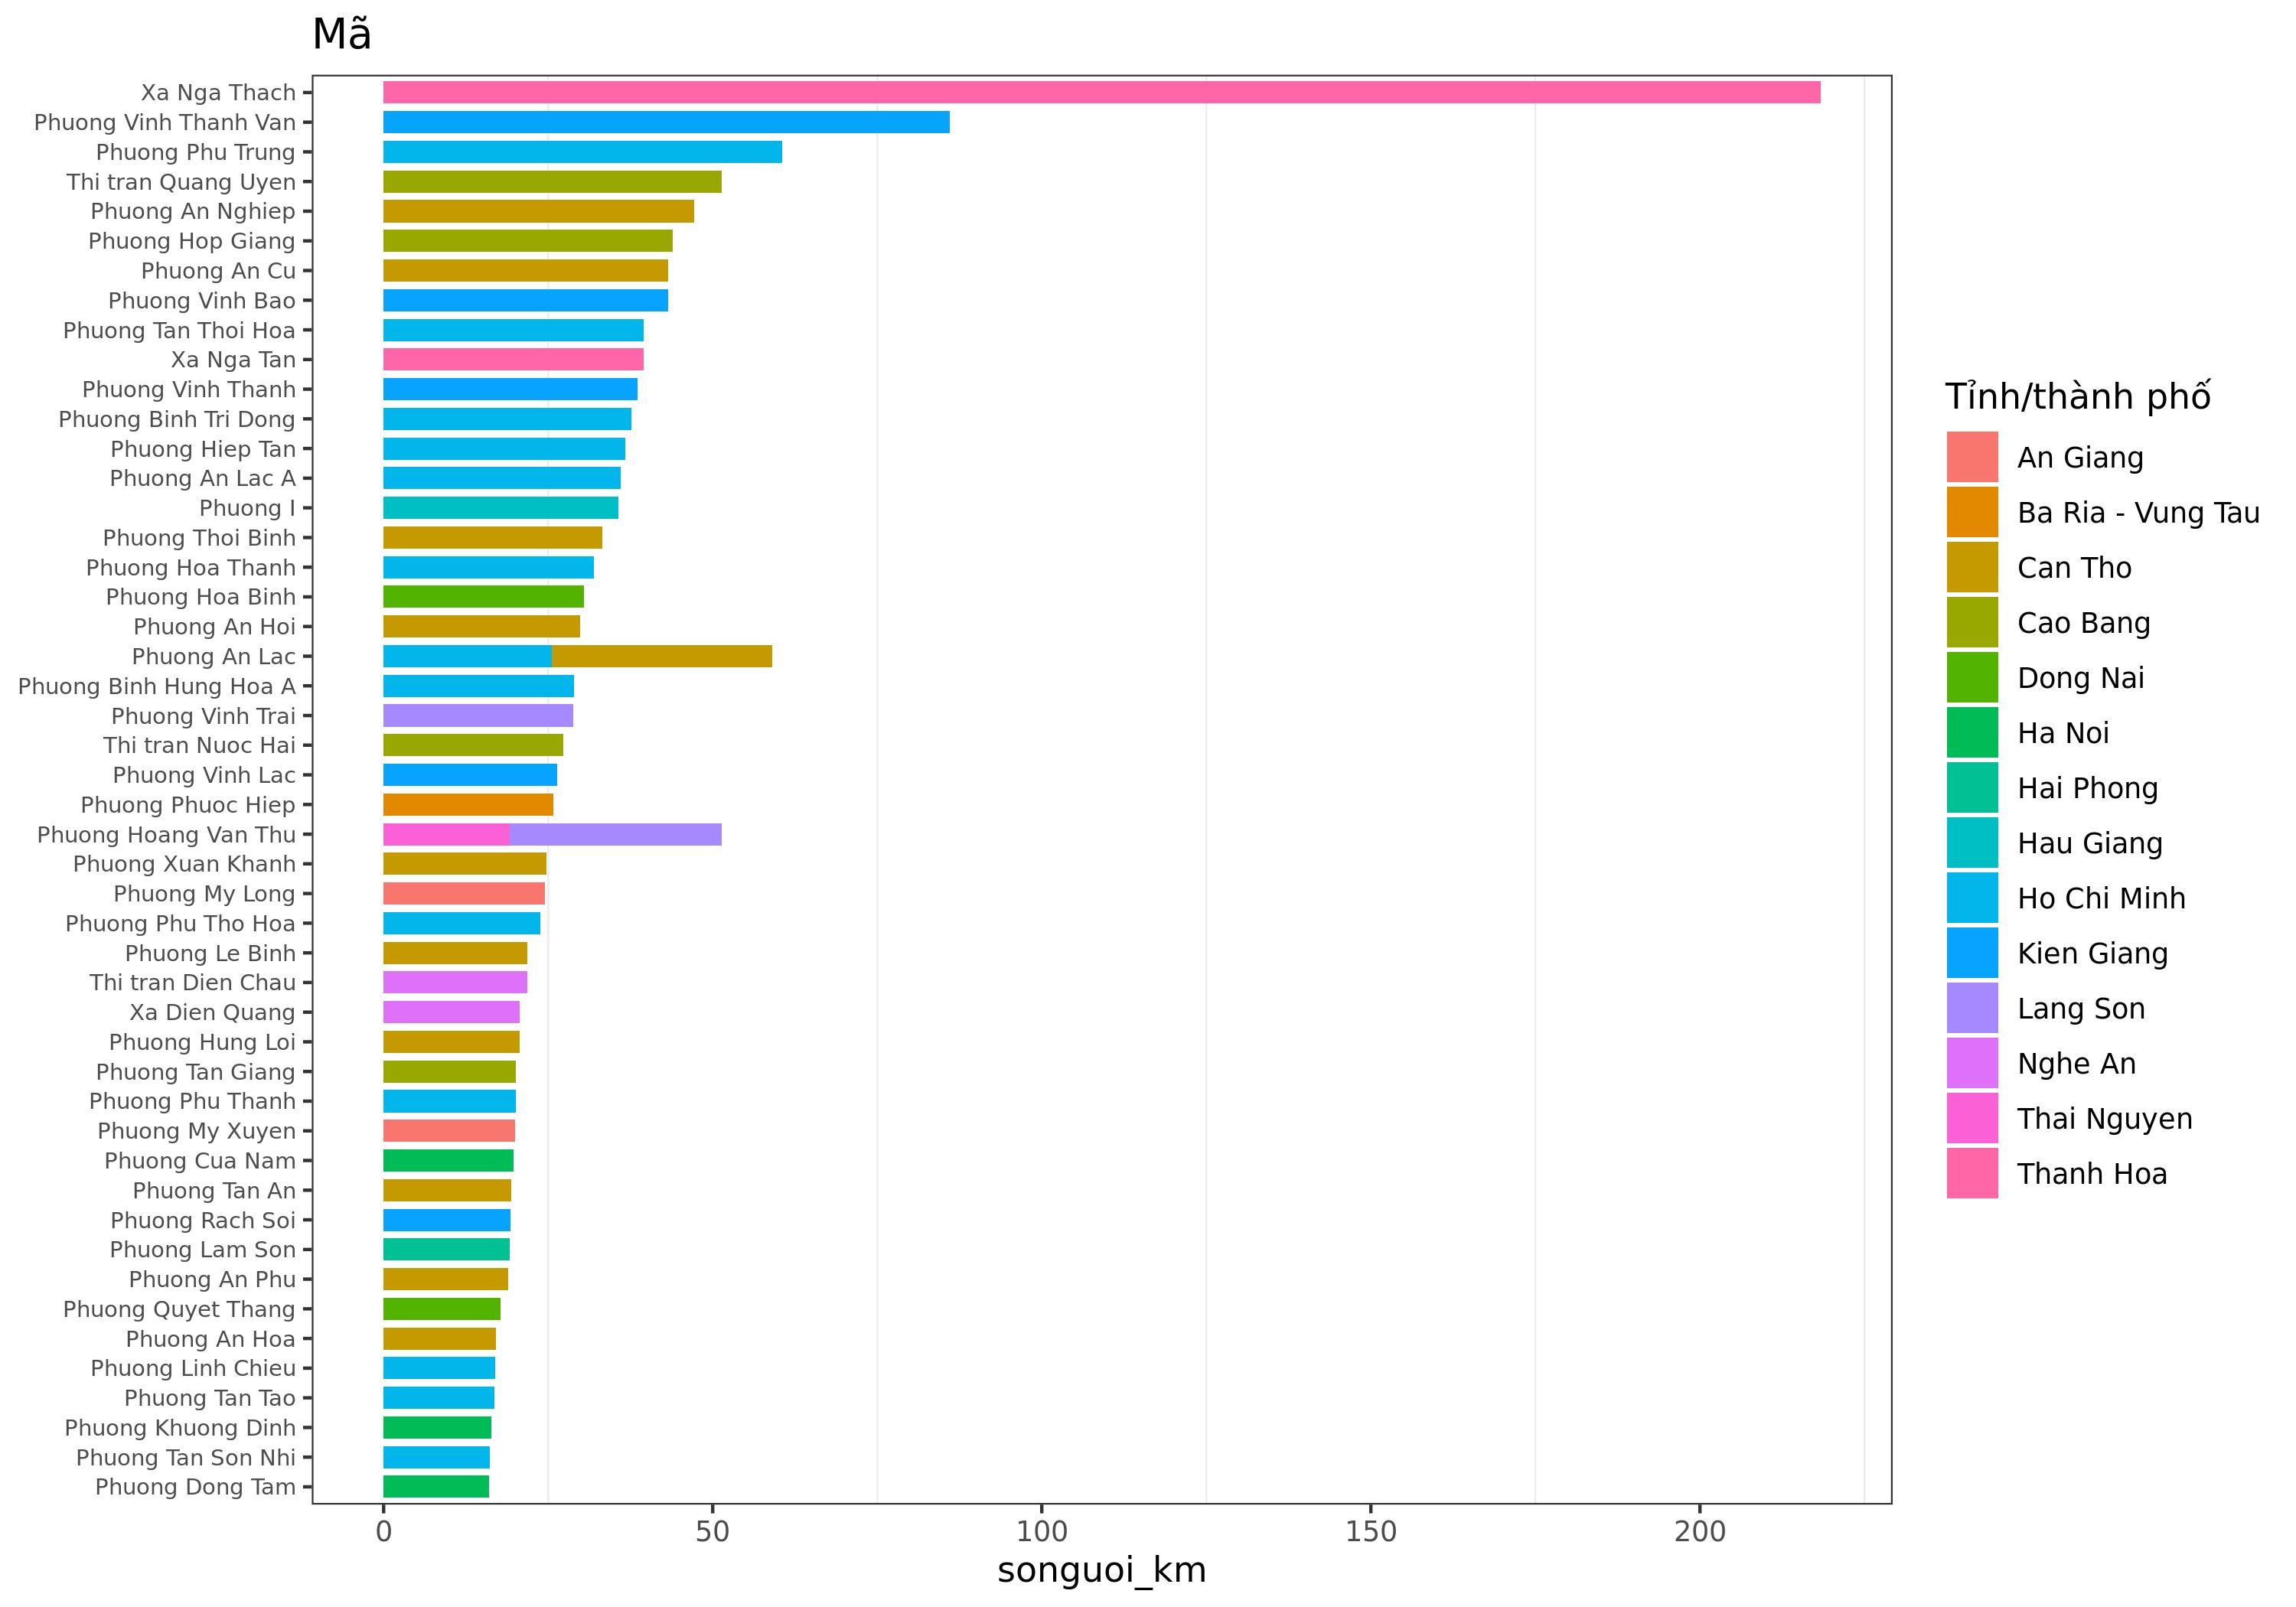 Mã
Xa Nga Thach
Phuong Vinh Thanh Van
Phuong Phu Trung
Thi tran Quang Uyen
Phuong An Nghiep
Phuong Hop Giang
Phuong An Cu
Phuong Vinh Bao
Phuong Tan Thoi Hoa
Xa Nga Tan
Phuong Vinh Thanh
Phuong Binh Tri Dong
Phuong Hiep Tan
Phuong An Lac A
Phuong I
Phuong Thoi Binh
Phuong Hoa Thanh
Phuong Hoa Binh
Phuong An Hoi
Phuong An Lac
Phuong Binh Hung Hoa A
Phuong Vinh Trai
Thi tran Nuoc Hai
Phuong Vinh Lac
Phuong Phuoc Hiep
Phuong Hoang Van Thu
Phuong Xuan Khanh
Phuong My Long
Phuong Phu Tho Hoa
Phuong Le Binh
Thi tran Dien Chau
Xa Dien Quang
Phuong Hung Loi
Phuong Tan Giang
Phuong Phu Thanh
Phuong My Xuyen
Phuong Cua Nam
Phuong Tan An
Phuong Rach Soi
Phuong Lam Son
Phuong An Phu
Phuong Quyet Thang
Phuong An Hoa
Phuong Linh Chieu
Phuong Tan Tao
Phuong Khuong Dinh
Phuong Tan Son Nhi
Phuong Dong Tam
0 50 100 150 200
songuoi_km
Tỉnh/thành phố
An Giang
Ba Ria - Vung Tau
Can Tho
Cao Bang
Dong Nai
Ha Noi
Hai Phong
Hau Giang
Ho Chi Minh
Kien Giang
Lang Son
Nghe An
Thai Nguyen
Thanh Hoa